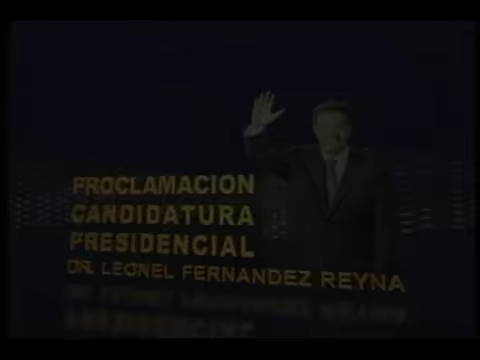 PROCLAMACION
CANDIDATURA
PRESIDENCIAL
DR. LEONEL FERNANDEZ REYNA